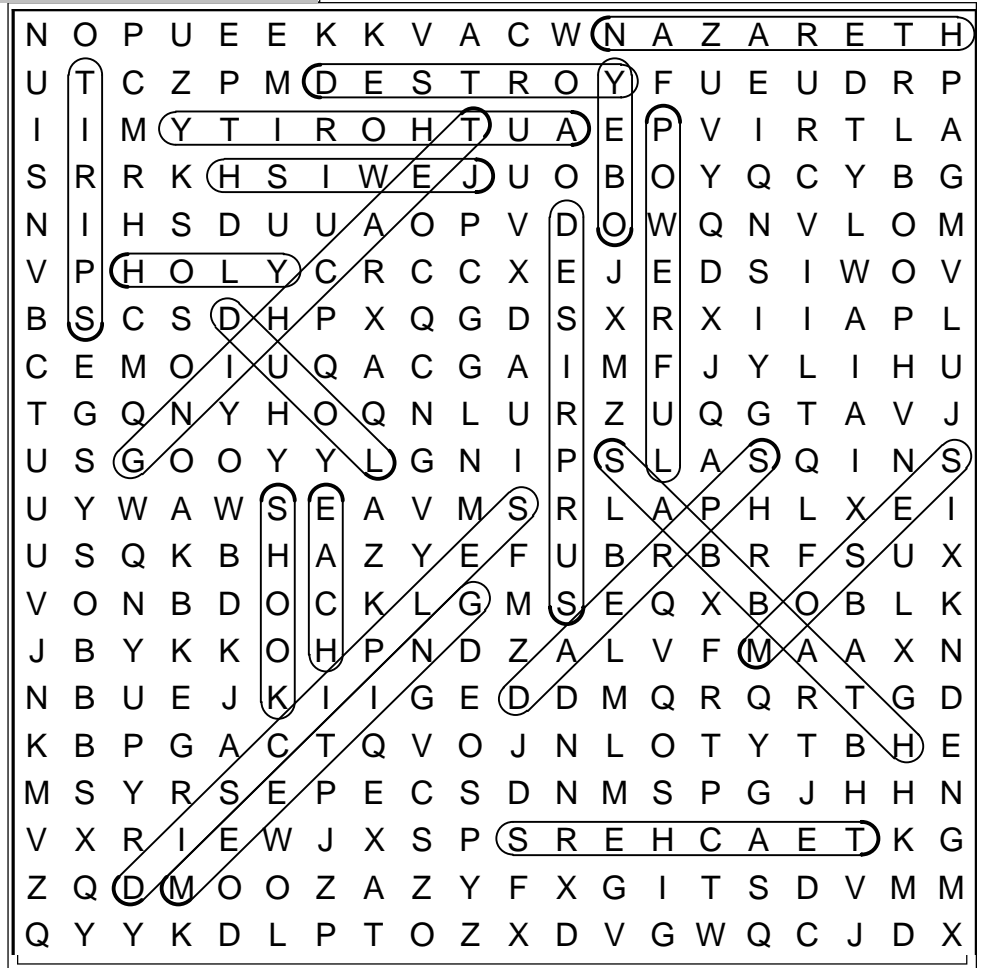 N O P U E E K K V A C W N A Z A R E T H
U T C Z P M D E S T R O Y F U E U D R P
I I M Y T I R O H T U A E P V I R T L A
S R R K H S I W E J U O B O Y Q C Y B G
N I H S D U U A O P V D O W Q N V L O M
V P H O L Y C R C C X E J E D S I W O V
B S C S D H P X Q G D S X R X I I A P L
C E M O I U Q A C G A I M F J Y L I H U
T G Q N Y H O Q N L U R Z U Q G T A V J
U S G O O Y Y L G N I P S L A S Q I N S
U Y W A W S E A V M S R L A P H L X E I
U S Q K B H A Z Y E F U B R B R F S U X
V O N B D O C K L G M S E Q X B O B L K
J B Y K K O H P N D Z A L V F M A A X N
N B U E J K I I G E D D M Q R Q R T G D
K B P G A C T Q V O J N L O T Y T B H E
M S Y R S E P E C S D N M S P G J H H N
V X R I E W J X S P S R E H C A E T K G
Z Q D M O O Z A Z Y F X G I T S D V M M
Q Y Y K D L P T O Z X D V G W Q C J D X